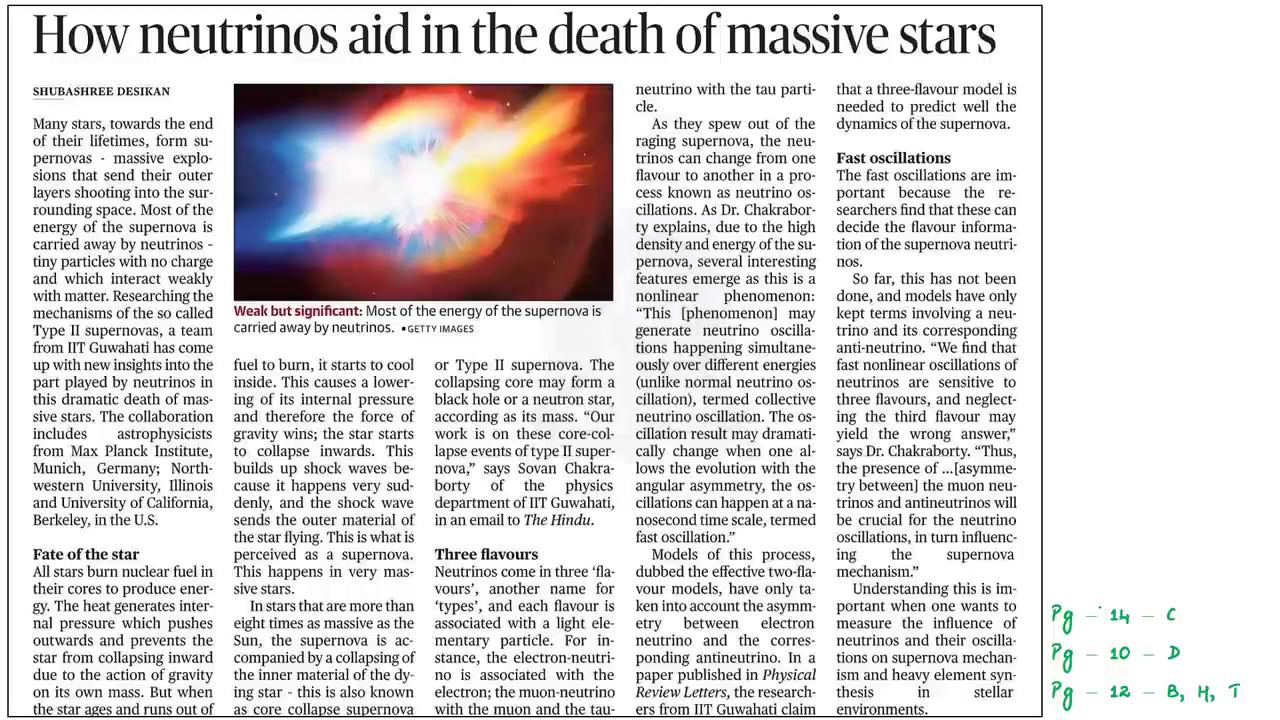 How neutrinos aid in the death of massive stars
SHUBASHREE DESIKAN
Many stars, towards the end
of their lifetimes, form su-
pernovas - massive explo-
sions that send their outer
layers shooting into the sur-
rounding space. Most of the
energy of the supernova is
carried away by neutrinos -
tiny particles with no charge
and which interact weakly
with matter. Researching the
mechanisms of the so called
Type II supernovas, a team
from IIT Guwahati has come
up with new insights into the
part played by neutrinos in
this dramatic death of mas-
sive stars. The collaboration
includes astrophysicists
from Max Planck Institute,
Munich, Germany; North-
western University, Illinois
and University of California,
Berkeley, in the U.S.
Fate of the star
All stars burn nuclear fuel in
their cores to produce ener-
gy. The heat generates inter-
nal pressure which pushes
outwards and prevents the
star from collapsing inward
due to the action of gravity
on its own mass. But when
the star ages and runs out of
Weak but significant: Most of the energy of the supernova is
carried away by neutrinos. •GETTY IMAGES
fuel to burn, it starts to cool
inside. This causes a lower-
ing of its internal pressure
and therefore the force of
gravity wins; the star starts
to collapse inwards. This
builds up shock waves be-
cause it happens very sud-
denly, and the shock wave
sends the outer material of
the star flying. This is what is
perceived as a supernova.
This happens in very mas-
sive stars.
In stars that are more than
eight times as massive as the
Sun, the supernova is ac-
companied by a collapsing of
the inner material of the dy-
ing star - this is also known
as core collapse supernova
or Type II supernova. The
collapsing core may form a
black hole or a neutron star,
according as its mass. “Our
work is on these core-col-
lapse events of type II super-
nova,” says Sovan Chakra-
borty of the physics
department of IIT Guwahati,
in an email to The Hindu.
Three flavours
Neutrinos come in three ‘fla-
vours’, another name for
‘types’, and each flavour is
associated with a light ele-
mentary particle. For in-
stance, the electron-neutri-
no is associated with the
electron; the muon-neutrino
with the muon and the tau-
neutrino with the tau parti-
cle.
As they spew out of the
raging supernova, the neu-
trinos can change from one
flavour to another in a pro-
cess known as neutrino os-
cillations. As Dr. Chakrabor-
ty explains, due to the high
density and energy of the su-
pernova, several interesting
features emerge as this is a
nonlinear phenomenon:
“This [phenomenon] may
generate neutrino oscilla-
tions happening simultane-
ously over different energies
(unlike normal neutrino os-
cillation), termed collective
neutrino oscillation. The os-
cillation result may dramati-
cally change when one al-
lows the evolution with the
angular asymmetry, the os-
cillations can happen at a na-
nosecond time scale, termed
fast oscillation.”
Models of this process,
dubbed the effective two-fla-
vour models, have only ta-
ken into account the asymm-
etry between electron
neutrino and the corres-
ponding antineutrino. In a
paper published in Physical
Review Letters, the research-
ers from IIT Guwahati claim
that a three-flavour model is
needed to predict well the
dynamics of the supernova.
Fast oscillations
The fast oscillations are im-
portant because the re-
searchers find that these can
decide the flavour informa-
tion of the supernova neutri-
nos.
So far, this has not been
done, and models have only
kept terms involving a neu-
trino and its corresponding
anti-neutrino. “We find that
fast nonlinear oscillations of
neutrinos are sensitive to
three flavours, and neglect-
ing the third flavour may
yield the wrong answer,”
says Dr. Chakraborty. “Thus,
the presence of ...[asymme-
try between] the muon neu-
trinos and antineutrinos will
be crucial for the neutrino
oscillations, in turn influenc-
ing the supernova
mechanism.”
Understanding this is im-
portant when one wants to
measure the influence of
neutrinos and their oscilla-
tions on supernova mechan-
ism and heavy element syn-
thesis in stellar
environments.
Pg - 14 - C
Pg - 10 - D
Pg - 12 - B, H, T